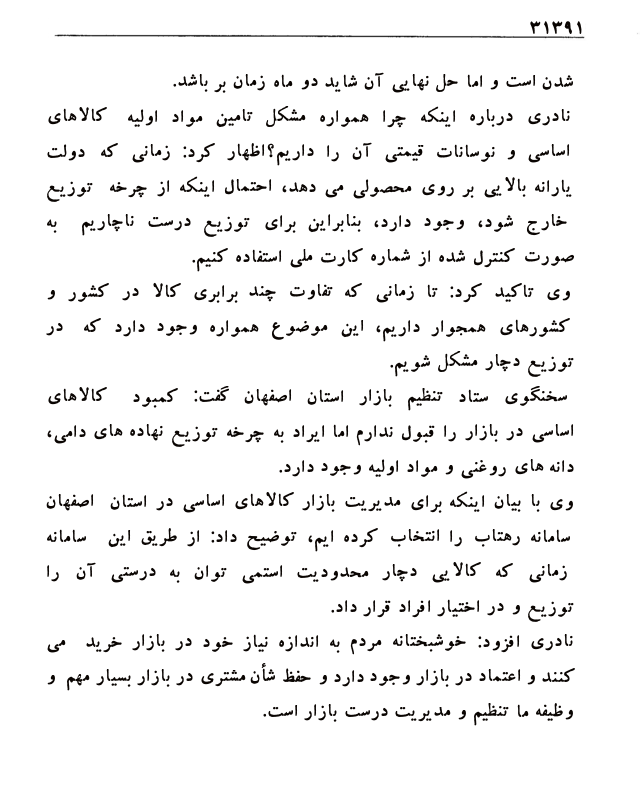 ۳۱۳۹۱
شدن است و اما حل نهایی آن شاید دو ماه زمان بر باشد.
نادری درباره اینکه چرا همواره مشکل تامین مواد اولیه کالاهای
اساسی و نوسانات قیمتی آن را داریم؟اظهار کرد: زمانی که دولت
یارانه بالایی بر روی محصولی می دهد، احتمال اینکه از چرخه توزیع
خارج شود، وجود دارد، بنابراین برای توزیع درست ناچاریم به
صورت کنترل شده از شماره کارت ملی استفاده کنیم.
وی تاکید کرد: تا زمانی که تفاوت چند برابری کالا در کشور و
کشورهای همجوار داریم، این موضوع همواره وجود دارد که در
توزیع دچار مشکل شویم.
سخنگوی ستاد تنظیم بازار استان اصفهان گفت: کمبود کالاهای
اساسی در بازار را قبول ندارم اما ایراد به چرخه توزیع نهاده های دامی،
دانه های روغنی و مواد اولیه وجود دارد.
وی با بیان اینکه برای مدیریت بازار کالاهای اساسی در استان اصفهان
سامانه رهتاب را انتخاب کرده ایم، توضیح داد: از طریق این سامانه
زمانی که کالایی دچار محدودیت استمی توان به درستی آن را
توزیع و در اختیار افراد قرار داد.
نادری افزود: خوشبختانه مردم به اندازه نیاز خود در بازار خرید می
کنند و اعتماد در بازار وجود دارد و حفظ شأن مشتری در بازار بسیار مهم و
وظیفه ما تنظیم و مدیریت درست بازار است.